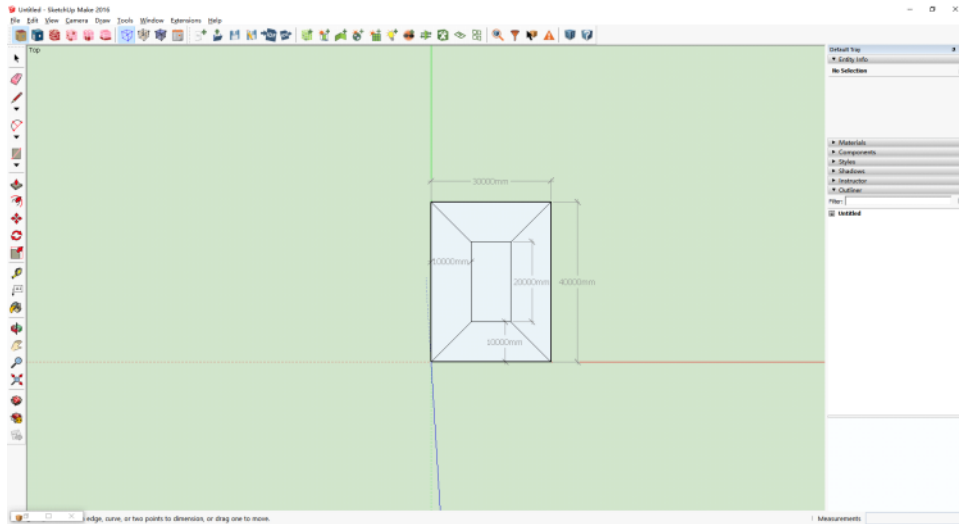 Untitled - SketchUp Make 2016
File Edit View Camera Draw Tools Window Extensions Help
Top
Default Tray
Entity Info
No Selection
Materials
Components
Styles
Shadows
Instructor
Outliner
Filter:
Untitled
30000mm
10000mm
20000mm
40000mm
10000mm
edge, curve, or two points to dimension, or drag one to move.
Measurements